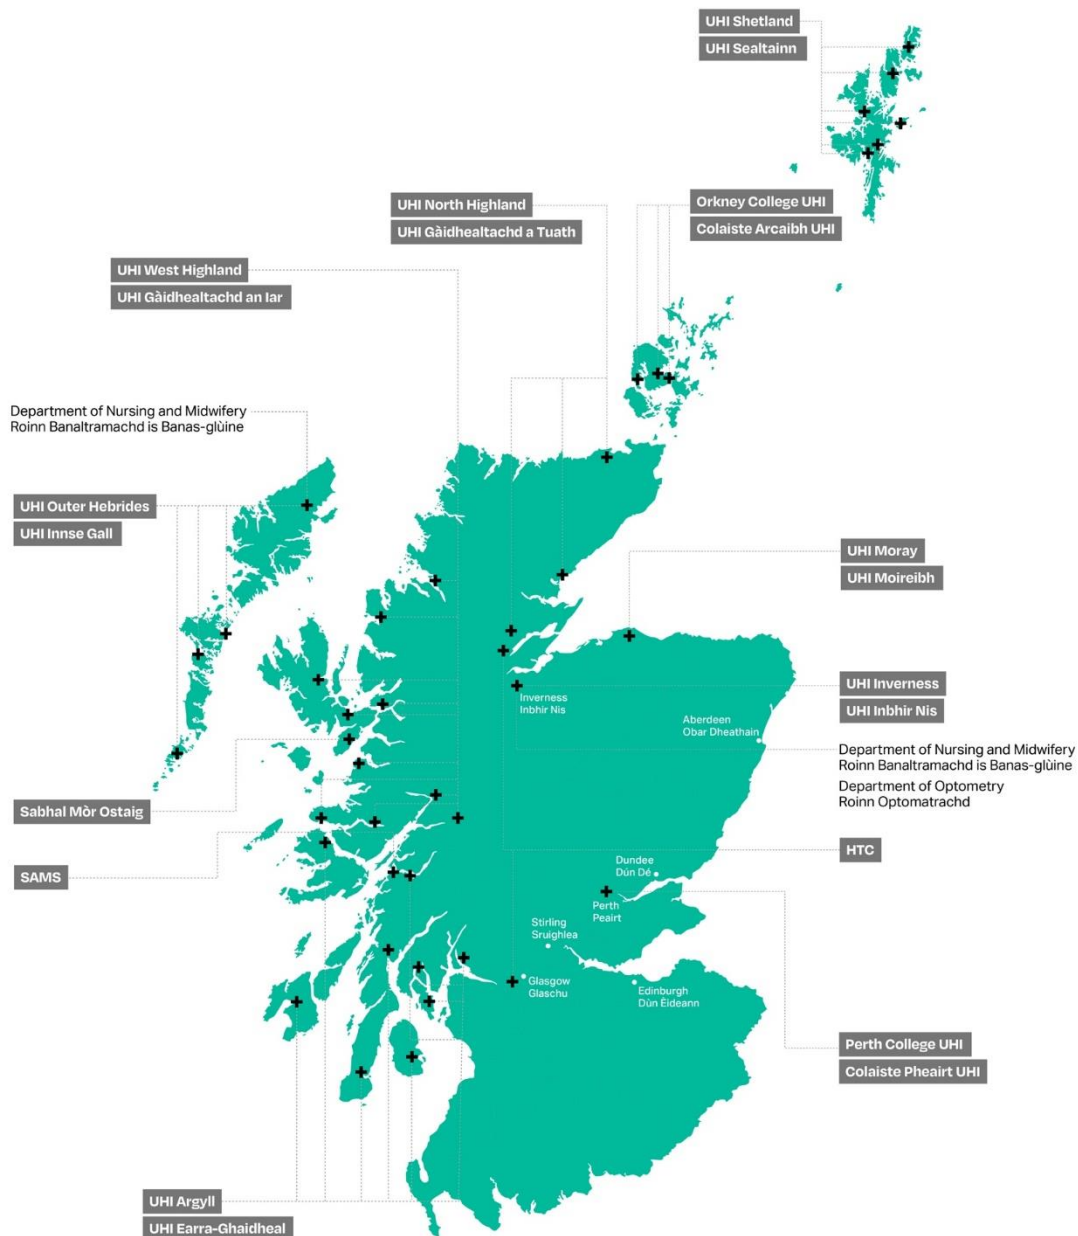 UHI Shetland
UHI Sealtainn
UHI North Highland
UHI Gàidhealtachd a Tuath
Orkney College UHI
Colaiste Arcaibh UHI
UHI West Highland
UHI Gàidhealtachd an Iar
Department of Nursing and Midwifery
Roinn Banaltramachd is Banas-glùine
UHI Outer Hebrides
UHI Innse Gall
UHI Moray
UHI Moireibh
UHI Inverness
UHI Inbhir Nis
Inverness
Inbhir Nis
Aberdeen
Obar Dheathain
Department of Nursing and Midwifery
Roinn Banaltramachd is Banas-glùine
Department of Optometry
Roinn Optomatrachd
Sabhal Mòr Ostaig
SAMS
HTC
Dundee
Dún Dé
Perth
Peairt
Stirling
Sruighlea
Glasgow
Glaschu
Edinburgh
Dùn Èideann
Perth College UHI
Colaiste Pheairt UHI
UHI Argyll
UHI Earra-Ghaidheal